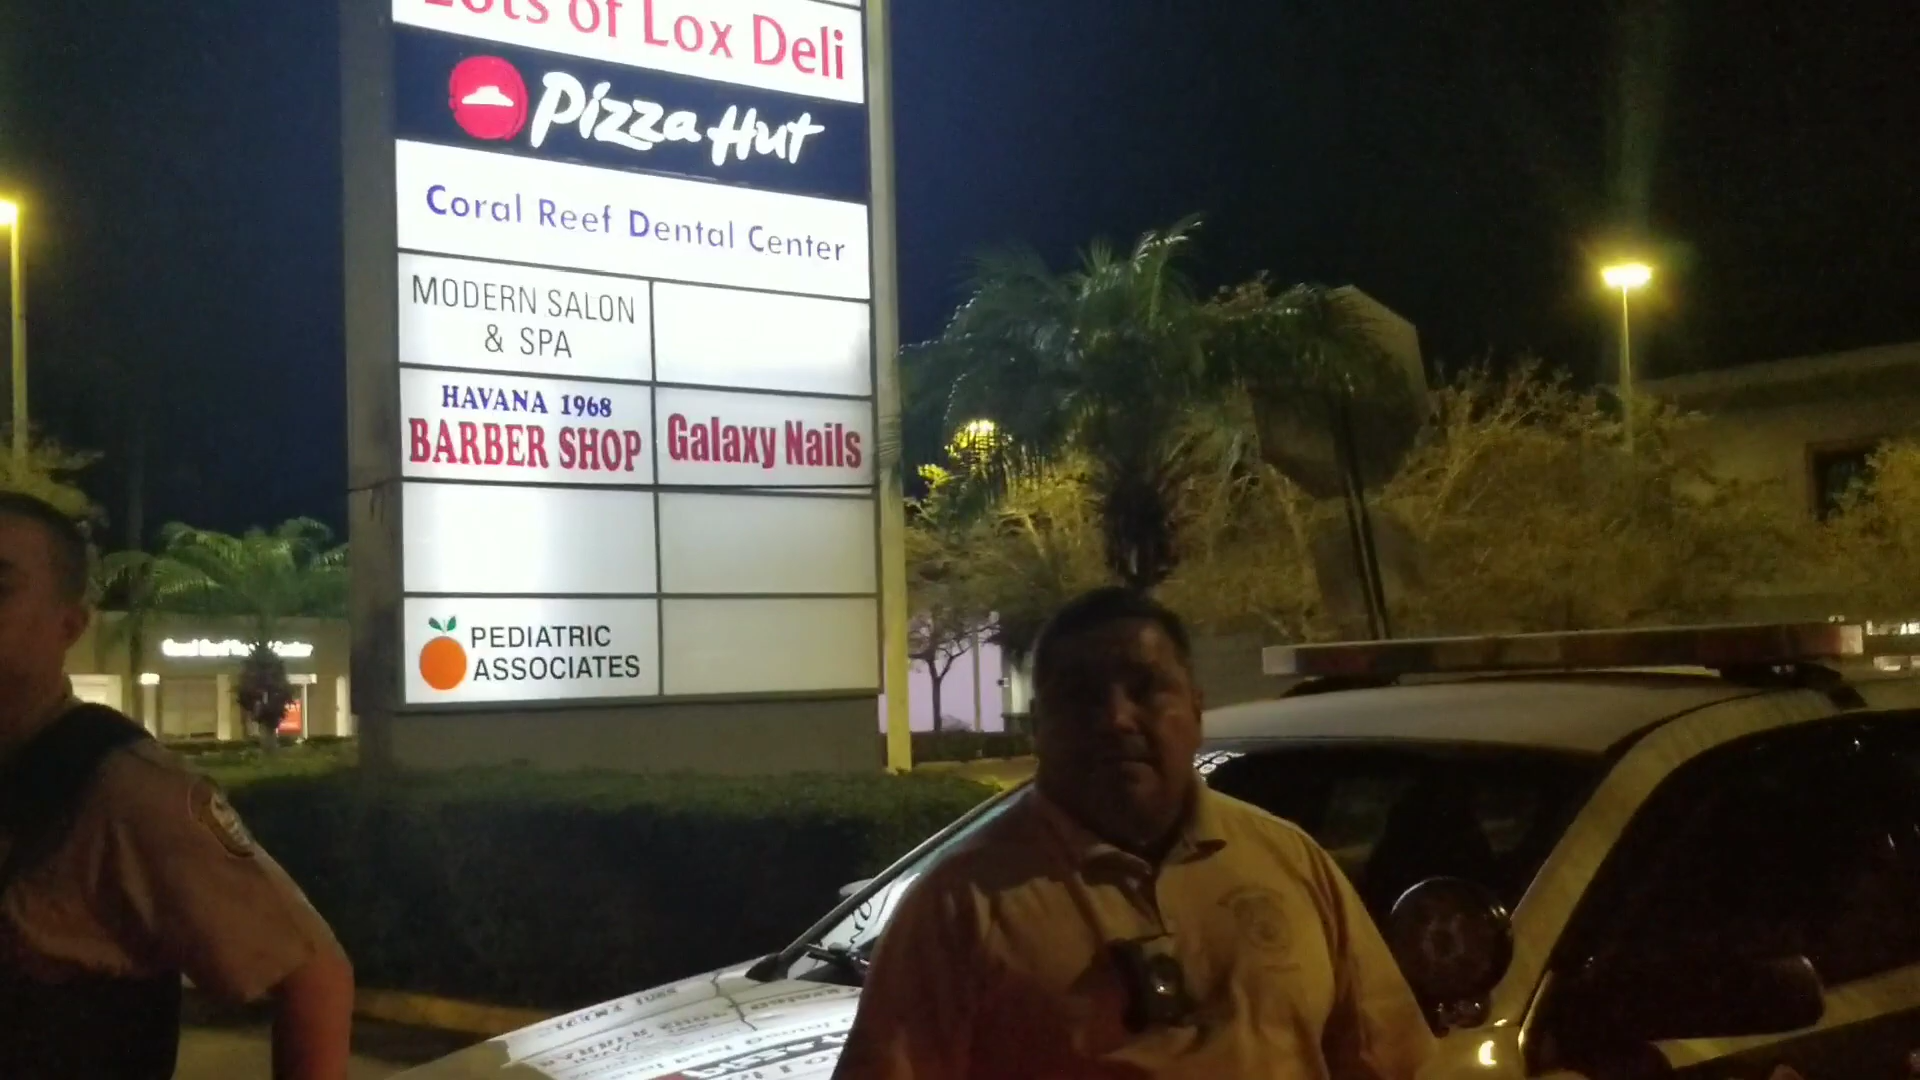 Lots of Lox Deli
Pizza Hut
Coral Reef Dental Center
MODERN SALON
& SPA
HAVANA 1968
BARBER SHOP
Galaxy Nails
PEDIATRIC
ASSOCIATES